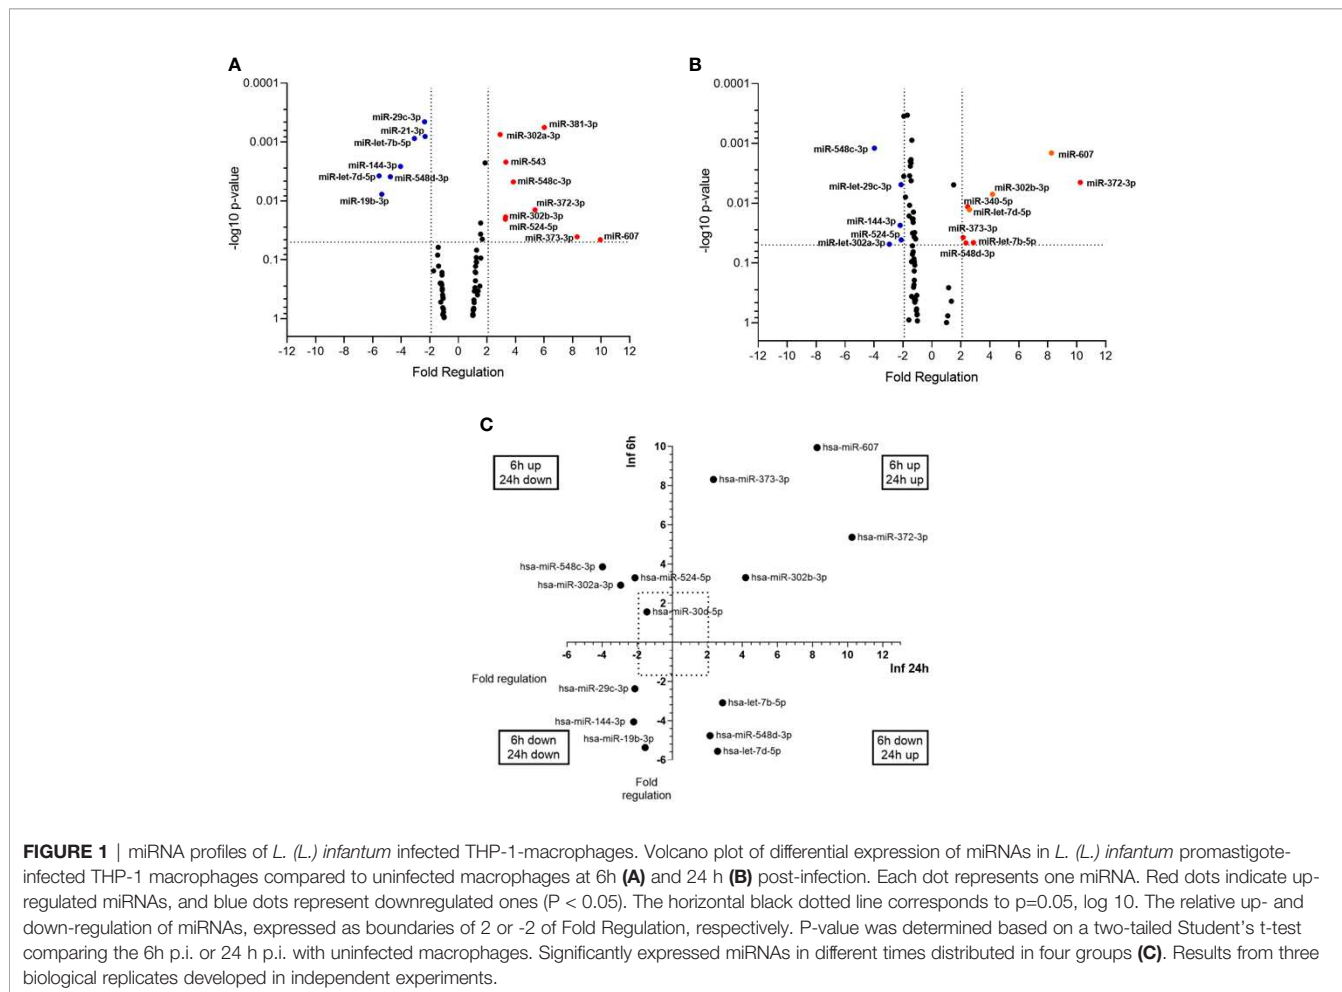 A
0.0001
0.001
0.01
0.1
1
-log10 p-value
miR-29c-3p
miR-21-3p
miR-let-7b-5p
miR-144-3p
miR-let-7d-5p
miR-548d-3p
miR-19b-3p
miR-381-3p
miR-302a-3p
miR-543
miR-548c-3p
miR-372-3p
miR-302b-3p
miR-524-5p
miR-373-3p
miR-607
-12 -10 -8 -6 -4 -2 0 2 4 6 8 10 12
Fold Regulation
B
0.0001
0.001
0.01
0.1
1
-log10 p-value
miR-548c-3p
miR-let-29c-3p
miR-144-3p
miR-524-5p
miR-let-302a-3p
miR-607
miR-372-3p
miR-302b-3p
miR-340-5p
miR-let-7d-5p
miR-373-3p
miR-let-7b-5p
miR-548d-3p
-12 -10 -8 -6 -4 -2 0 2 4 6 8 10 12
Fold Regulation
C
Inf 6h
10
8
6
4
2
-2
-4
-6
6h up
24h down
6h up
24h up
hsa-miR-607
hsa-miR-373-3p
hsa-miR-372-3p
hsa-miR-548c-3p
hsa-miR-524-5p
hsa-miR-302b-3p
hsa-miR-302a-3p
hsa-miR-30d-5p
-6 -4 -2 2 4 6 8 10 12
Inf 24h
Fold regulation
hsa-miR-29c-3p
hsa-let-7b-5p
hsa-miR-144-3p
hsa-miR-19b-3p
hsa-miR-548d-3p
hsa-let-7d-5p
6h down
24h down
6h down
24h up
Fold
regulation
FIGURE 1 | miRNA profiles of L. (L.) infantum infected THP-1-macrophages. Volcano plot of differential expression of miRNAs in L. (L.) infantum promastigote-
infected THP-1 macrophages compared to uninfected macrophages at 6h (A) and 24 h (B) post-infection. Each dot represents one miRNA. Red dots indicate up-
regulated miRNAs, and blue dots represent downregulated ones (P < 0.05). The horizontal black dotted line corresponds to p=0.05, log 10. The relative up- and
down-regulation of miRNAs, expressed as boundaries of 2 or -2 of Fold Regulation, respectively. P-value was determined based on a two-tailed Student's t-test
comparing the 6h p.i. or 24 h p.i. with uninfected macrophages. Significantly expressed miRNAs in different times distributed in four groups (C). Results from three
biological replicates developed in independent experiments.